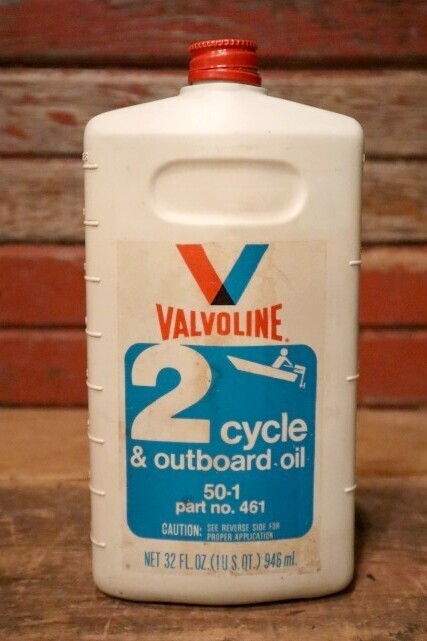 VALVOLINE®
2 cycle
& outboard oil
50-1
part no. 461
CAUTION: SEE REVERSE SIDE FOR
PROPER APPLICATION
NET 32 FL. OZ. (1 U.S. QT.) 946 ml.